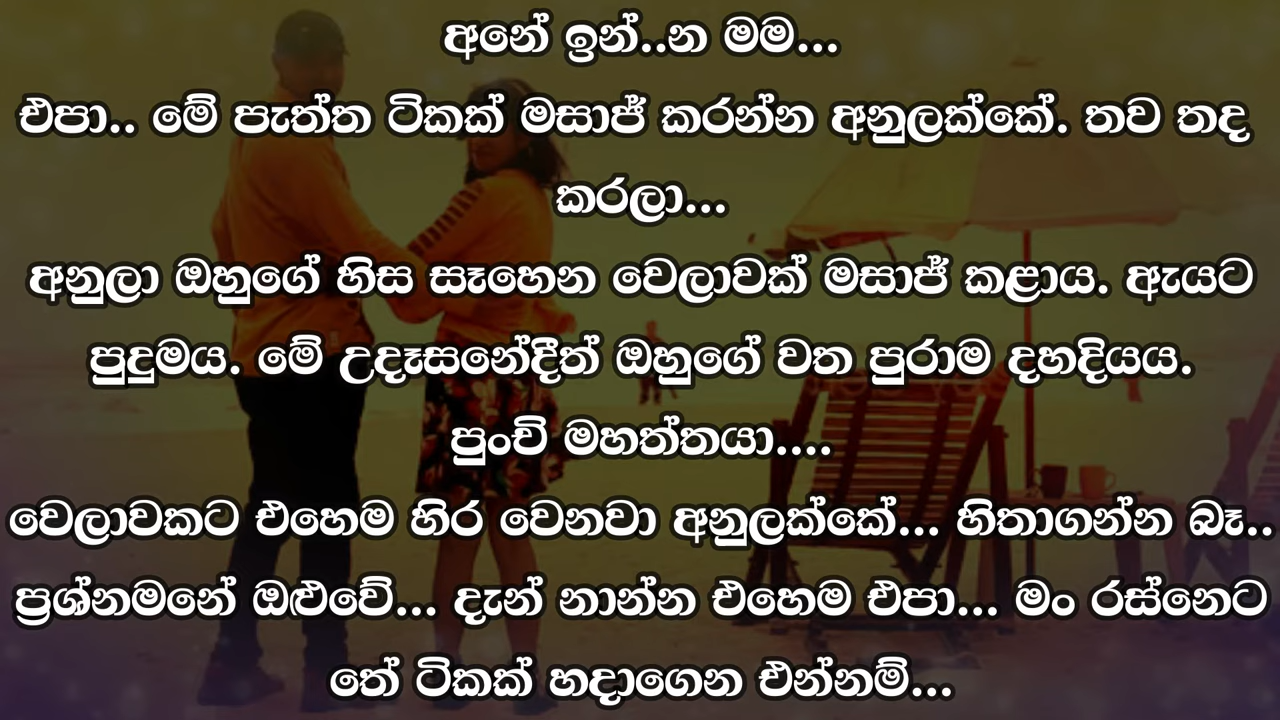 අනේ ඉන්..න මම...
එපා.. මේ පැත්ත ටිකක් මසාජ් කරන්න අනුලක්කේ. තව තද
කරලා...
අනුලා ඔහුගේ හිස සෑහෙන වෙලාවක් මසාජ් කළාය. ඇයට
පුදුමය. මේ උදෑසනේදීත් ඔහුගේ වත පුරාම දහදියය.
පුංචි මහත්තයා....
වෙලාවකට එහෙම හිර වෙනවා අනුලක්කේ... හිතාගන්න බෑ..
ප්‍රශ්නමනේ ඔළුවේ... දැන් නාන්න එහෙම එපා... මං රස්නෙට
තේ ටිකක් හදාගෙන එන්නම්...